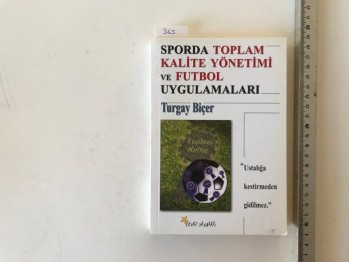 365
SPORDA TOPLAM
KALİTE YÖNETİMİ
VE FUTBOL
UYGULAMALARI
Turgay Biçer
Toplam
Kalite
"Ustalığa
kestirmeden
gidilmez."